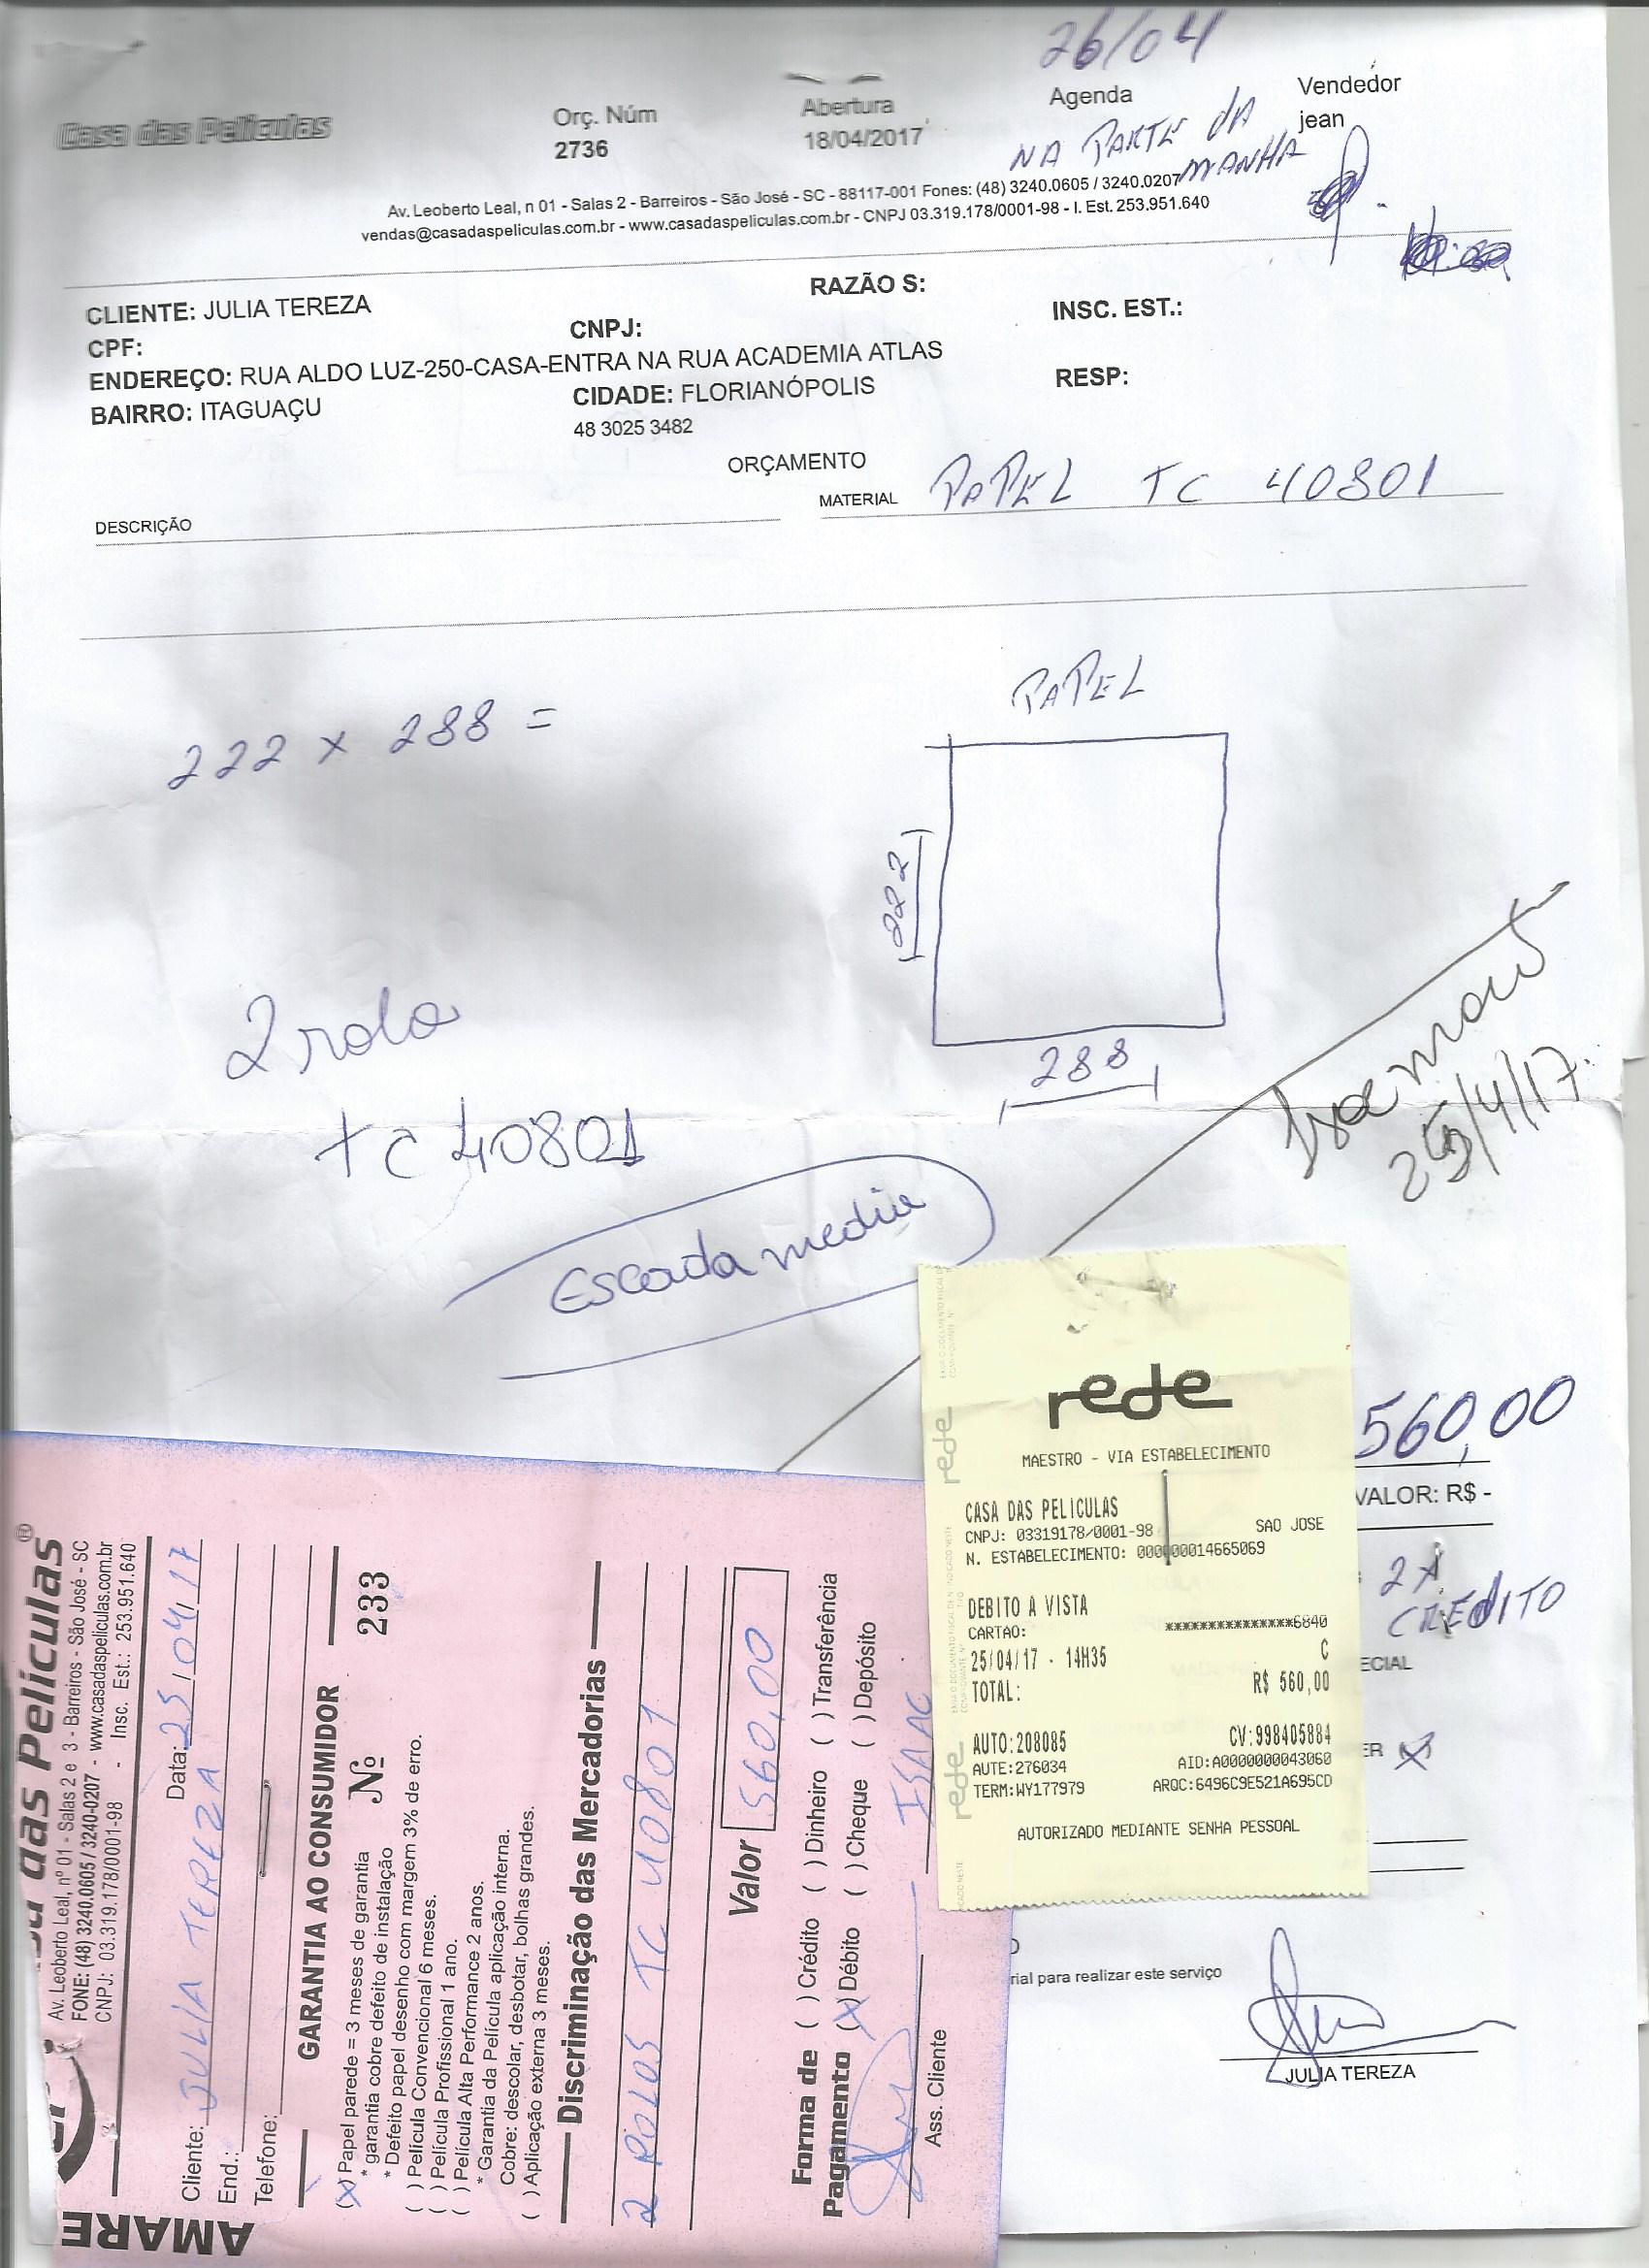 26/04
Casa das Películas
Orç. Núm
2736
Abertura
18/04/2017
Agenda
NA PARTE DA
MANHA
Vendedor
jean
Av. Leoberto Leal, n 01 - Salas 2 - Barreiros - São José - SC - 88117-001 Fones: (48) 3240.0605 / 3240.0207
vendas@casadaspeliculas.com.br - www.casadaspeliculas.com.br - CNPJ 03.319.178/0001-98 - I. Est. 253.951.640
CLIENTE: JULIA TEREZA
RAZÃO S:
CPF:
CNPJ:
INSC. EST.:
ENDEREÇO: RUA ALDO LUZ-250-CASA-ENTRA NA RUA ACADEMIA ATLAS
BAIRRO: ITAGUAÇU
CIDADE: FLORIANÓPOLIS
RESP:
48 3025 3482
ORÇAMENTO
DESCRIÇÃO
MATERIAL PAPEL TC 40801
222 x 288 =
PAPEL
222
288
2 rolo
tc 40801
Escada media
560,00
VALOR: R$ -
2X
CREDITO
ECIAL
ER X
rial para realizar este serviço
JULIA TEREZA
rede
MAESTRO - VIA ESTABELECIMENTO
CASA DAS PELICULAS
CNPJ: 03319178/0001-98
SAO JOSE
N. ESTABELECIMENTO: 000000014665069
DEBITO A VISTA
CARTAO: ***************6840
25/04/17 - 14H35 C
TOTAL: R$ 560,00
AUTO:208085 CV:998405884
AUTE:276034 AID:A0000000043060
TERM:WY177979 ARQC:6496C9E521A695CD
AUTORIZADO MEDIANTE SENHA PESSOAL
sa das Películas®
Av. Leoberto Leal, nº 01 - Salas 2 e 3 - Barreiros - São José - SC
FONE: (48) 3240.0605 / 3240-0207 - www.casadaspeliculas.com.br
CNPJ: 03.319.178/0001-98 - Insc. Est.: 253.951.640
AMARE
Data: 25/04/17
Cliente: JULIA TEREZA
End.:
Telefone:
GARANTIA AO CONSUMIDOR
(X) Papel parede = 3 meses de garantia Nº 233
* garantia cobre defeito de instalação
* Defeito papel desenho com margem 3% de erro.
( ) Película Convencional 6 meses.
( ) Película Profissional 1 ano.
( ) Película Alta Performance 2 anos.
* Garantia da Película aplicação interna.
Cobre: descolar, desbotar, bolhas grandes.
( ) Aplicação externa 3 meses.
Discriminação das Mercadorias
2 ROLOS TC 40801
Valor 560,00
Forma de ( ) Crédito ( ) Dinheiro ( ) Transferência
Pagamento (X) Débito ( ) Cheque ( ) Depósito
ISAAC
Ass. Cliente